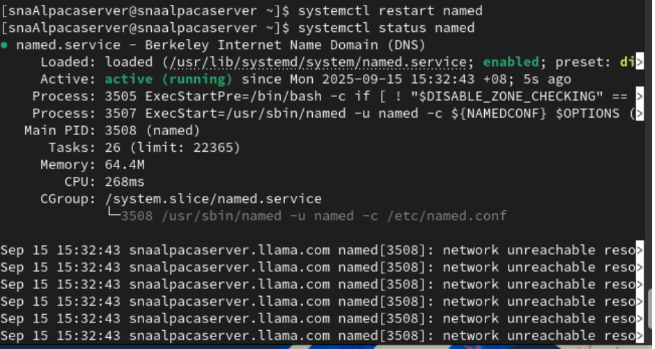 [snaAlpacaserver@snaalpacaserver ~]$ systemctl restart named
[snaAlpacaserver@snaalpacaserver ~]$ systemctl status named
● named.service - Berkeley Internet Name Domain (DNS)
Loaded: loaded (/usr/lib/systemd/system/named.service; enabled; preset: di>
Active: active (running) since Mon 2025-09-15 15:32:43 +08; 5s ago
Process: 3505 ExecStartPre=/bin/bash -c if [ ! "$DISABLE_ZONE_CHECKING" == >
Process: 3507 ExecStart=/usr/sbin/named -u named -c ${NAMEDCONF} $OPTIONS (>
Main PID: 3508 (named)
Tasks: 26 (limit: 22365)
Memory: 64.4M
CPU: 268ms
CGroup: /system.slice/named.service
└─3508 /usr/sbin/named -u named -c /etc/named.conf
Sep 15 15:32:43 snaalpacaserver.llama.com named[3508]: network unreachable reso>
Sep 15 15:32:43 snaalpacaserver.llama.com named[3508]: network unreachable reso>
Sep 15 15:32:43 snaalpacaserver.llama.com named[3508]: network unreachable reso>
Sep 15 15:32:43 snaalpacaserver.llama.com named[3508]: network unreachable reso>
Sep 15 15:32:43 snaalpacaserver.llama.com named[3508]: network unreachable reso>
Sep 15 15:32:43 snaalpacaserver.llama.com named[3508]: network unreachable reso>